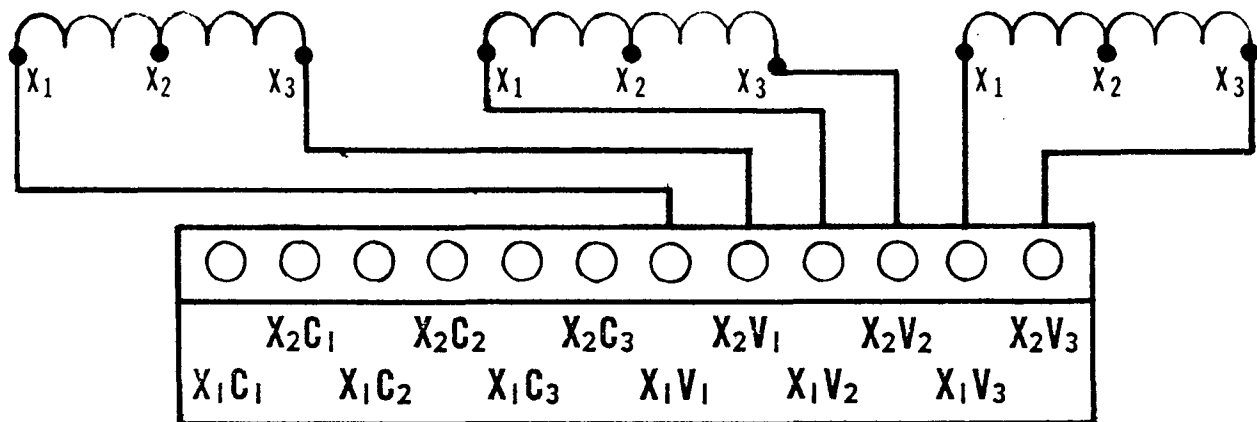 X₁ X₂ X₃ X₁ X₂ X₃ X₁ X₂ X₃
X₂C₁ X₂C₂ X₂C₃ X₂V₁ X₂V₂ X₂V₃
X₁C₁ X₁C₂ X₁C₃ X₁V₁ X₁V₂ X₁V₃